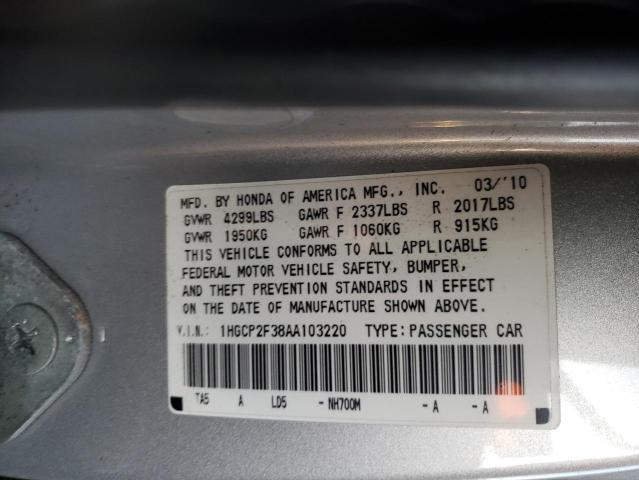 MFD. BY HONDA OF AMERICA MFG., INC. 03/'10
GVWR 4299LBS GAWR F 2337LBS R 2017LBS
GVWR 1950KG GAWR F 1060KG R 915KG
THIS VEHICLE CONFORMS TO ALL APPLICABLE
FEDERAL MOTOR VEHICLE SAFETY, BUMPER,
AND THEFT PREVENTION STANDARDS IN EFFECT
ON THE DATE OF MANUFACTURE SHOWN ABOVE.
V.I.N.: 1HGCP2F38AA103220 TYPE: PASSENGER CAR
TA5 A LD5 - NH700M - A - A